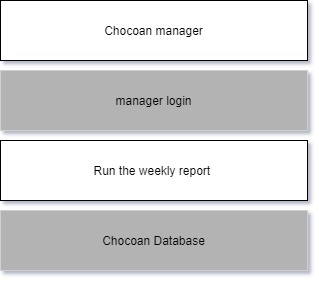 Chocoan manager
manager login
Run the weekly report
Chocoan Database